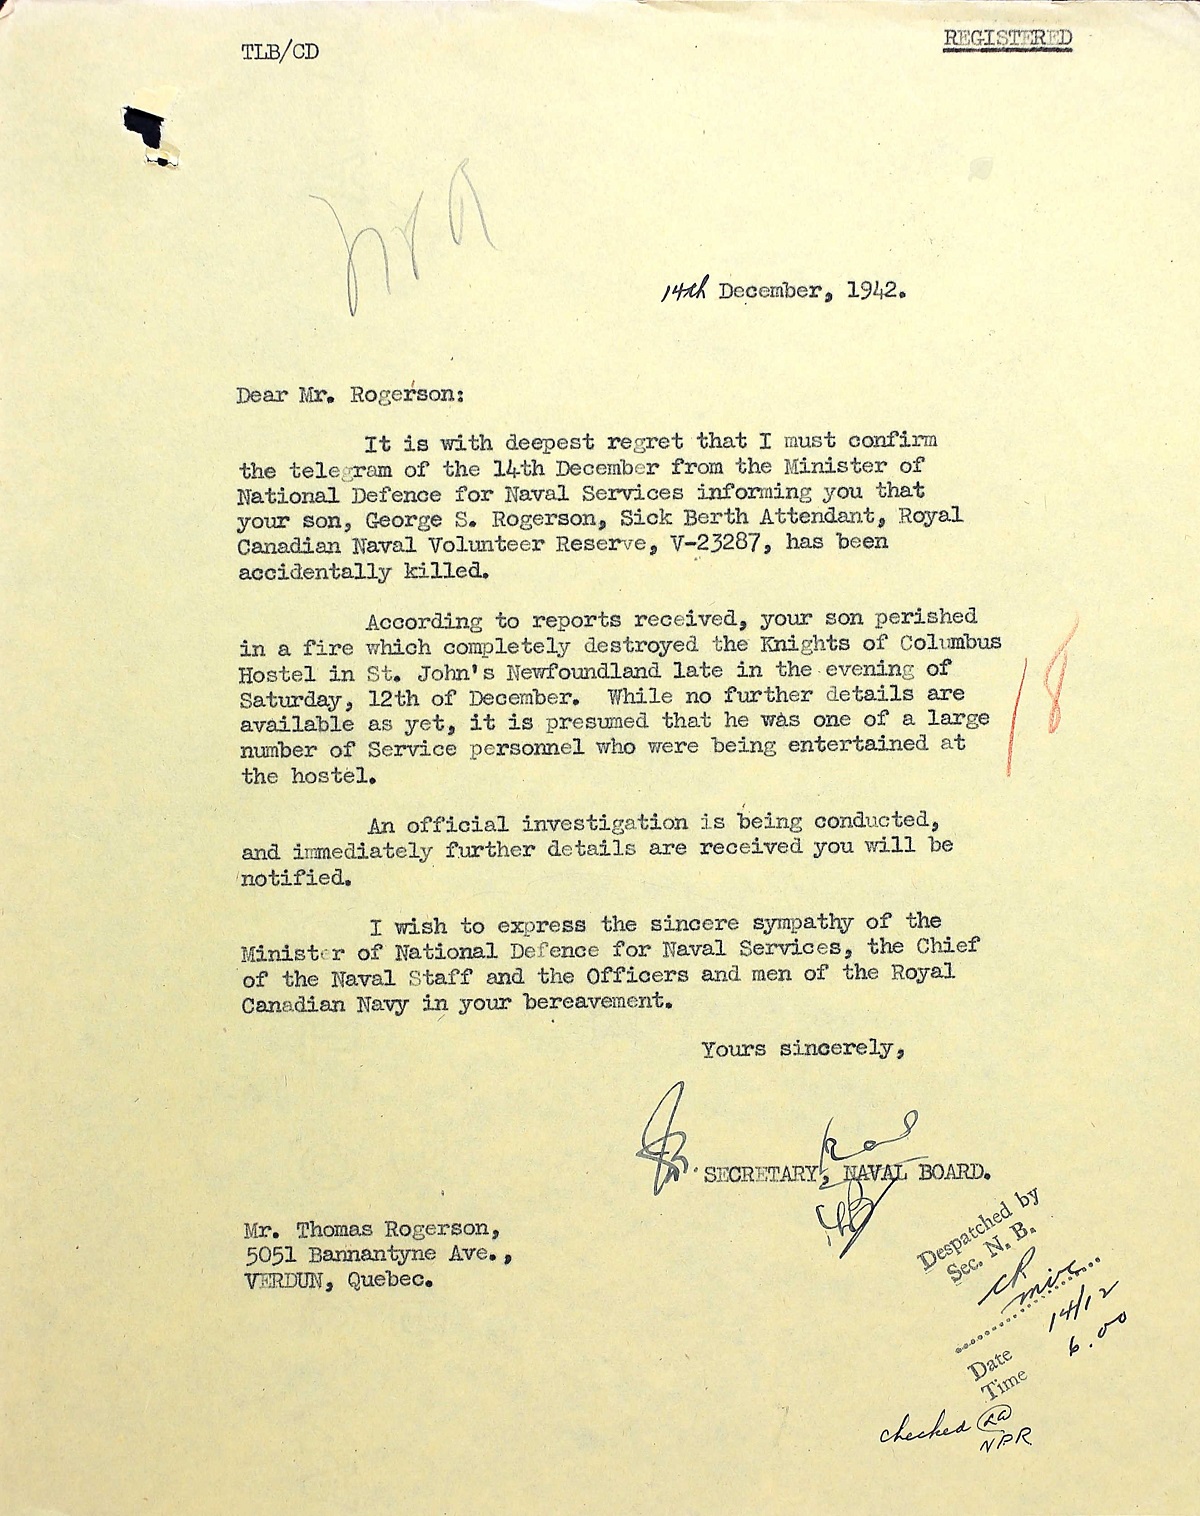 TLB/CD
REGISTERED
14th December, 1942.
Dear Mr. Rogerson:
It is with deepest regret that I must confirm
the telegram of the 14th December from the Minister of
National Defence for Naval Services informing you that
your son, George S. Rogerson, Sick Berth Attendant, Royal
Canadian Naval Volunteer Reserve, V-23287, has been
accidentally killed.
According to reports received, your son perished
in a fire which completely destroyed the Knights of Columbus
Hostel in St. John's Newfoundland late in the evening of
Saturday, 12th of December. While no further details are
available as yet, it is presumed that he was one of a large
number of Service personnel who were being entertained at
the hostel.
18
An official investigation is being conducted,
and immediately further details are received you will be
notified.
I wish to express the sincere sympathy of the
Minister of National Defence for Naval Services, the Chief
of the Naval Staff and the Officers and men of the Royal
Canadian Navy in your bereavement.
Yours sincerely,
SECRETARY, NAVAL BOARD.
Mr. Thomas Rogerson,
5051 Bannantyne Ave.,
VERDUN, Quebec.
Despatched by
Sec. N. B.
Date 14/12
Time 6.00
checked
NPR